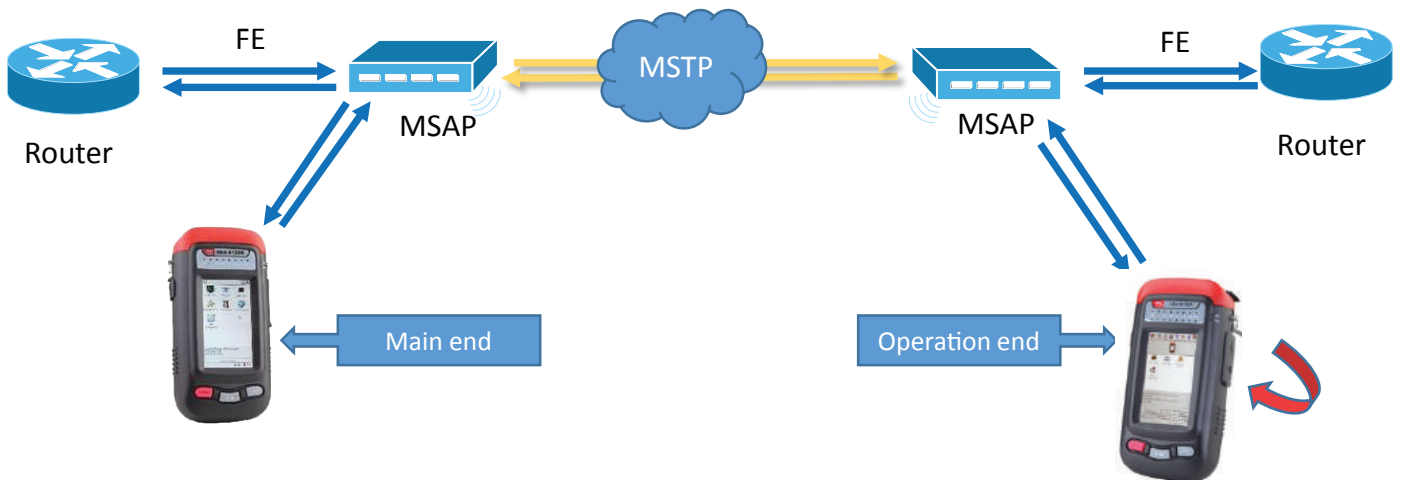 FE
FE
MSTP
MSAP
MSAP
Router
Router
Main end
Operation end